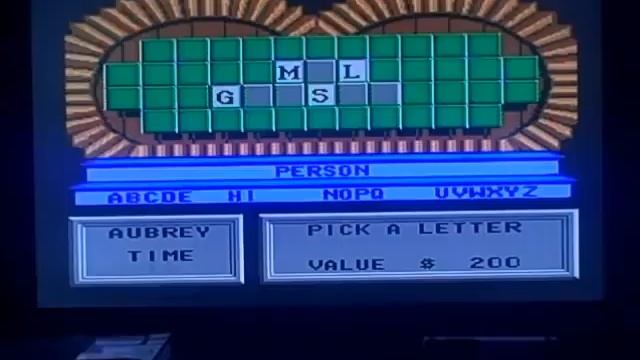 M L
G S
PERSON
ABCDE HI NOPQ UVWXYZ
AUBREY
TIME
PICK A LETTER
VALUE $ 200